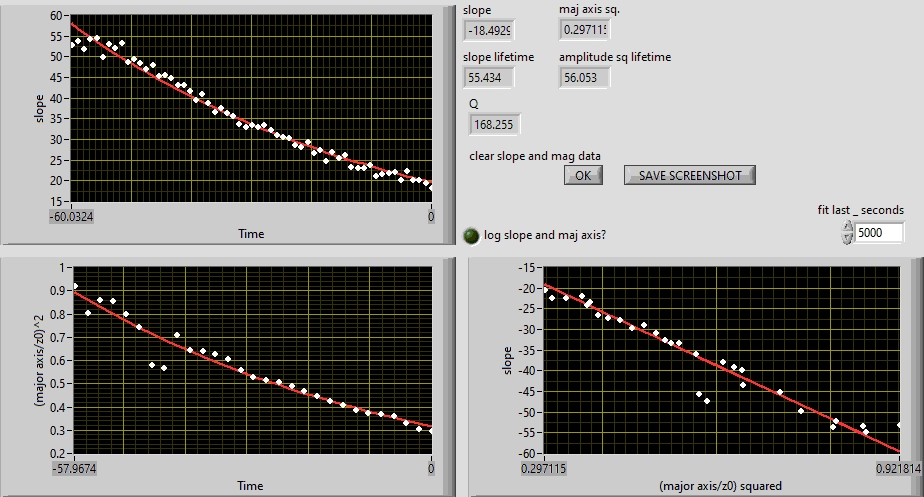 60
55
50
45
40
35
30
25
20
15
slope
-60.0324
0
Time
slope
maj axis sq.
-18.4929
0.29711
slope lifetime
amplitude sq lifetime
55.434
56.053
Q
168.255
clear slope and mag data
OK
SAVE SCREENSHOT
fit last _ seconds
5000
log slope and maj axis?
1
0.9
0.8
0.7
0.6
0.5
0.4
0.3
0.2
(major axis/z0)^2
-57.9674
0
Time
-15
-20
-25
-30
-35
-40
-45
-50
-55
-60
slope
0.297115
0.921814
(major axis/z0) squared